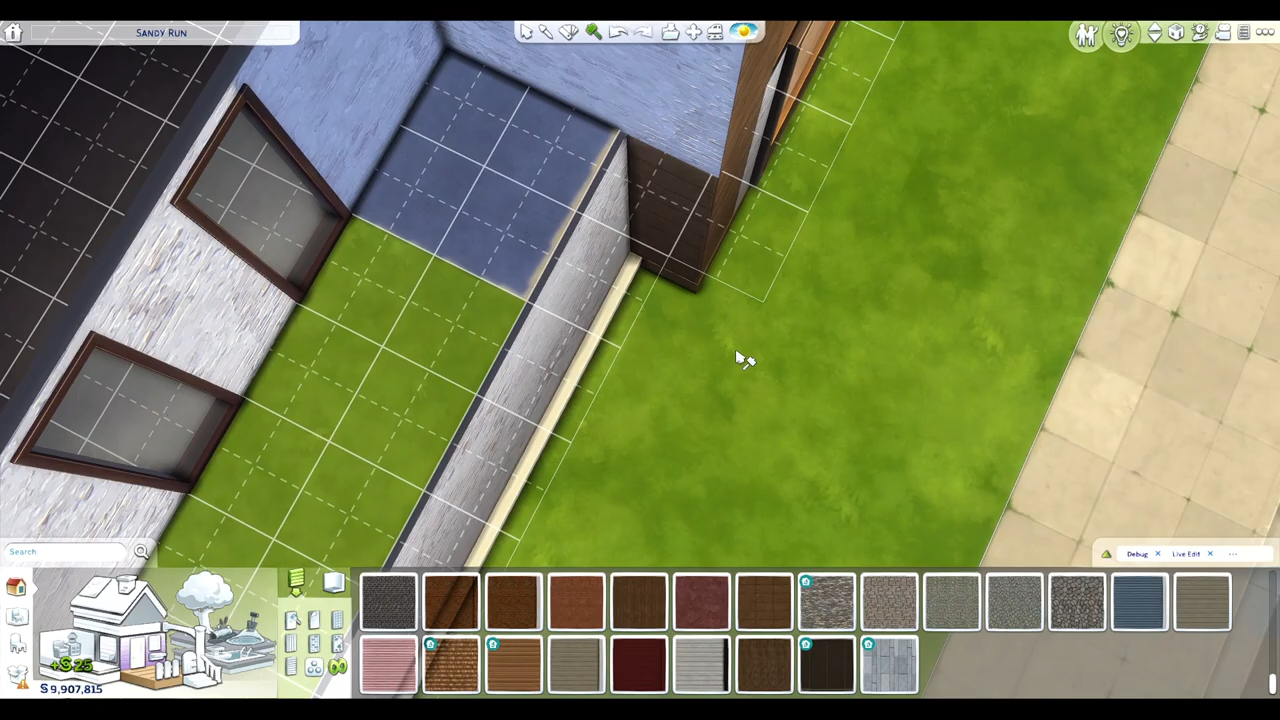 SANDY RUN
Debug × Live Edit × ...
Search
+§25
§9,907,815